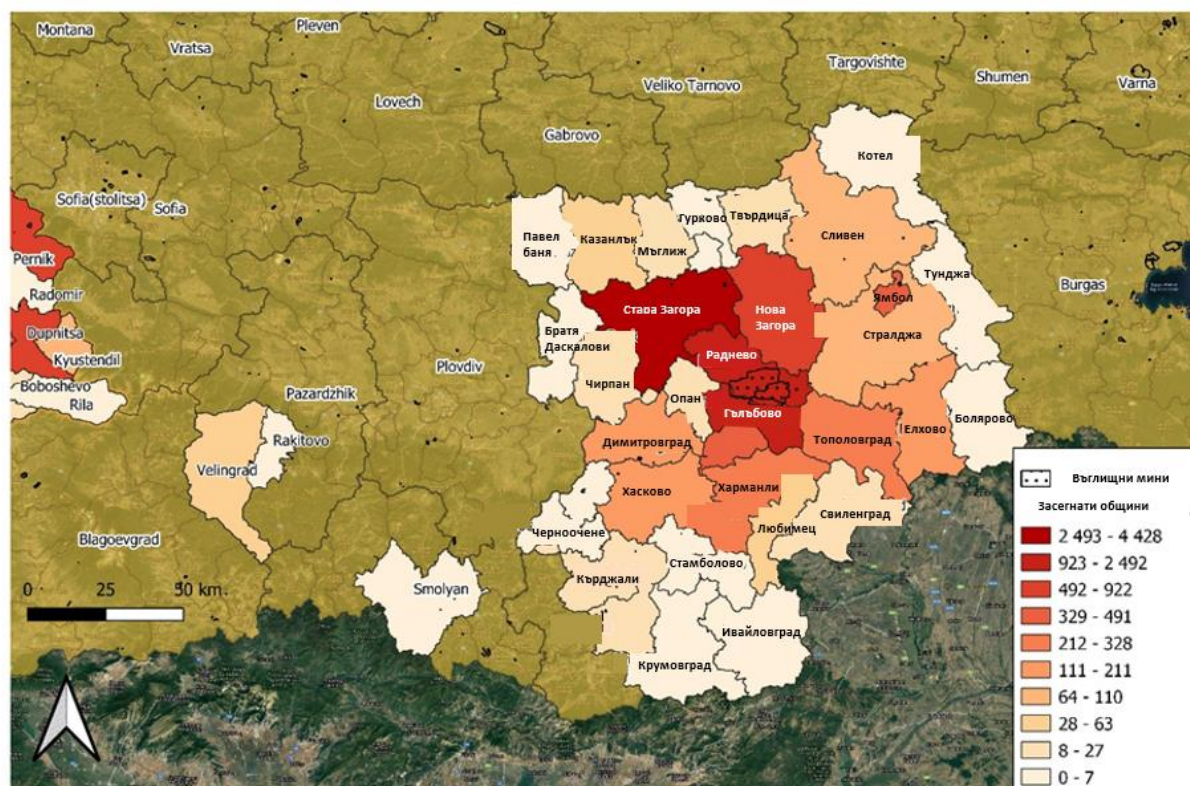 Montana
Vratsa
Pleven
Lovech
Veliko Tarnovo
Targovishte
Shumen
Varna
Gabrovo
Sofia(stolitsa)
Sofia
Pernik
Radomir
Dupnitsa
Kyustendil
Boboshevo
Rila
Pazardzhik
Plovdiv
Burgas
Velingrad
Rakitovo
Blagoevgrad
Smolyan
Котел
Павел
баня
Казанлък
Мъглиж
Гурково
Твърдица
Сливен
Тунджа
Става Загора
Нова
Загора
Ямбол
Братя
Даскалови
Стралджа
Раднево
Чирпан
Опан
Гълъбово
Болярово
Димитровград
Тополовград
Елхово
Хасково
Харманли
Свиленград
Любимец
Черноочене
Стамболово
Кърджали
Ивайловград
Крумовград
0 25 50 km
Въглищни мини
Засегнати общини
2 493 - 4 428
923 - 2 492
492 - 922
329 - 491
212 - 328
111 - 211
64 - 110
28 - 63
8 - 27
0 - 7